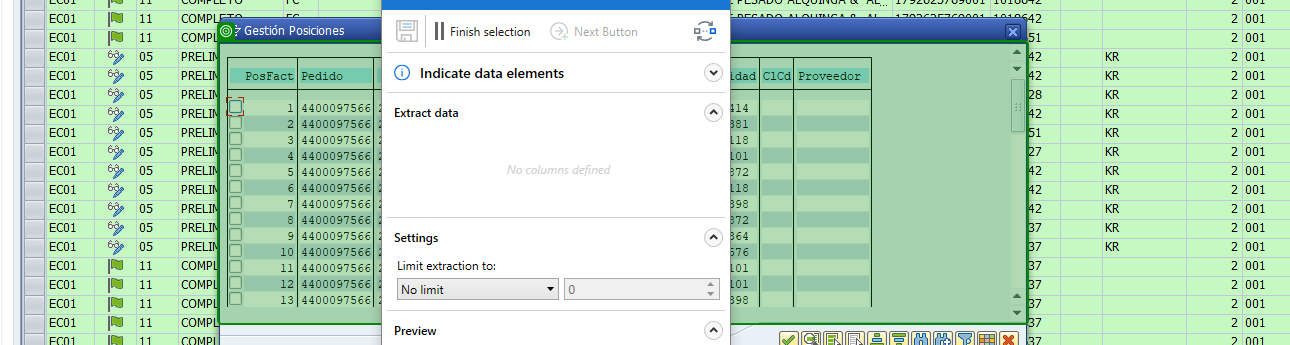 EC01 11 COMPLETO FC PESADO ALQUINGA & AL 1792625769001 1018642 2 001
Gestión Posiciones
Finish selection
Next Button
Indicate data elements
Extract data
No columns defined
Settings
Limit extraction to:
No limit 0
Preview
PosFact Pedido idad ClCd Proveedor
1 4400097566 2 414
2 4400097566 2 381
3 4400097566 2 118
4 4400097566 2 101
5 4400097566 2 372
6 4400097566 2 118
7 4400097566 2 398
8 4400097566 2 372
9 4400097566 2 364
10 4400097566 2 576
11 4400097566 2 101
12 4400097566 2 101
13 4400097566 2 398
EC01 11 COMPLETO 42 2 001
EC01 11 COMPL 51 2 001
EC01 05 PRELIM 42 KR 2 001
EC01 05 PRELIM 42 KR 2 001
EC01 05 PRELIM 28 KR 2 001
EC01 05 PRELIM 42 KR 2 001
EC01 05 PRELIM 51 KR 2 001
EC01 05 PRELIM 27 KR 2 001
EC01 05 PRELIM 42 KR 2 001
EC01 05 PRELIM 42 KR 2 001
EC01 05 PRELIM 42 KR 2 001
EC01 05 PRELIM 37 KR 2 001
EC01 05 PRELIM 37 KR 2 001
EC01 11 COMPL 37 2 001
EC01 11 COMPL 37 2 001
EC01 11 COMPL 37 2 001
EC01 11 COMPL 37 2 001
EC01 11 COMPL 37 2 001